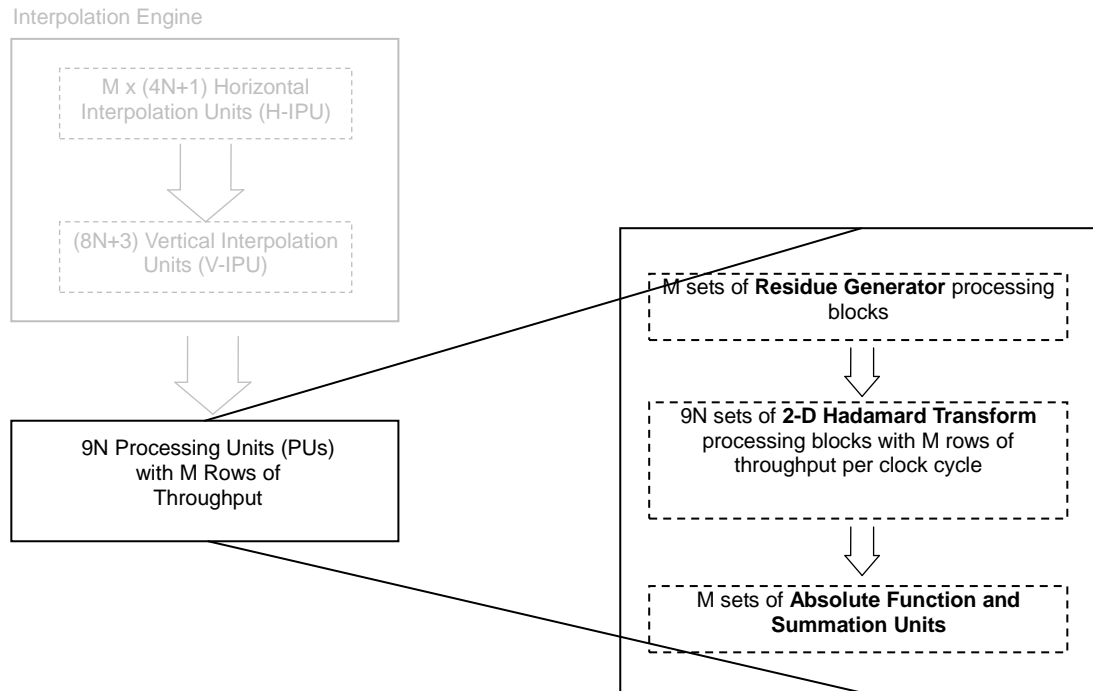 Interpolation Engine
M x (4N+1) Horizontal
Interpolation Units (H-IPU)
(8N+3) Vertical Interpolation
Units (V-IPU)
9N Processing Units (PUs)
with M Rows of
Throughput
M sets of Residue Generator processing
blocks
9N sets of 2-D Hadamard Transform
processing blocks with M rows of
throughput per clock cycle
M sets of Absolute Function and
Summation Units